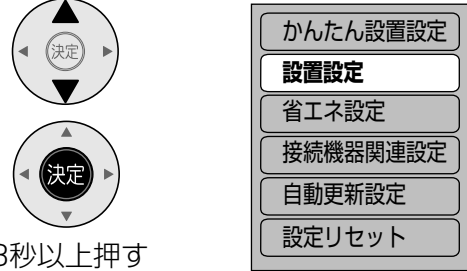 決定
決定
3秒以上押す
かんたん設置設定
設置設定
省エネ設定
接続機器関連設定
自動更新設定
設定リセット